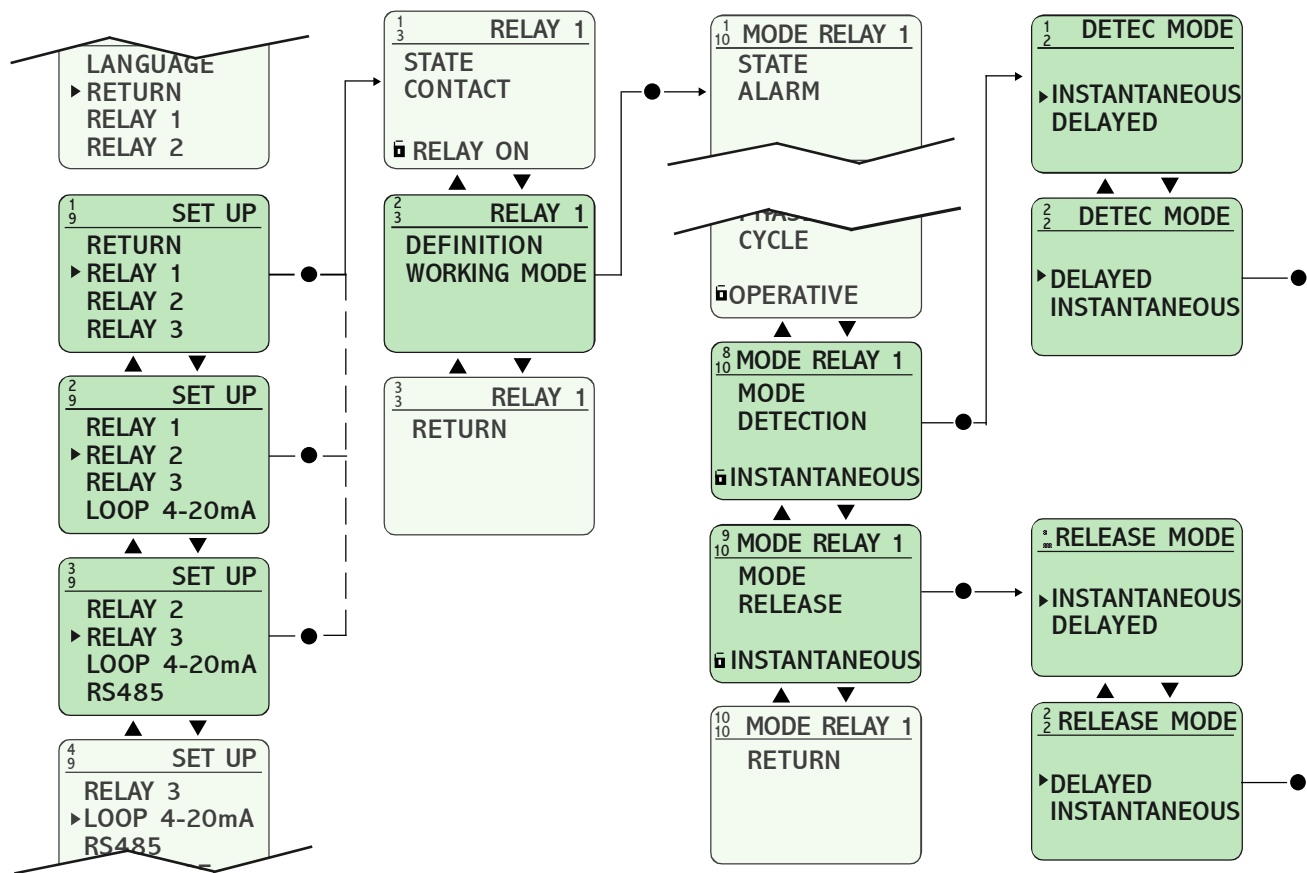 LANGUAGE
RETURN
RELAY 1
RELAY 2
1
9 SET UP
RETURN
RELAY 1
RELAY 2
RELAY 3
2
9 SET UP
RELAY 1
RELAY 2
RELAY 3
LOOP 4-20mA
3
9 SET UP
RELAY 2
RELAY 3
LOOP 4-20mA
RS485
4
9 SET UP
RELAY 3
LOOP 4-20mA
RS485
1
3 RELAY 1
STATE
CONTACT
RELAY ON
2
3 RELAY 1
DEFINITION
WORKING MODE
3
3 RELAY 1
RETURN
1
10 MODE RELAY 1
STATE
ALARM
CYCLE
OPERATIVE
8
10 MODE RELAY 1
MODE
DETECTION
INSTANTANEOUS
9
10 MODE RELAY 1
MODE
RELEASE
INSTANTANEOUS
10
10 MODE RELAY 1
RETURN
1
2 DETEC MODE
INSTANTANEOUS
DELAYED
2
2 DETEC MODE
DELAYED
INSTANTANEOUS
RELEASE MODE
INSTANTANEOUS
DELAYED
2
2 RELEASE MODE
DELAYED
INSTANTANEOUS